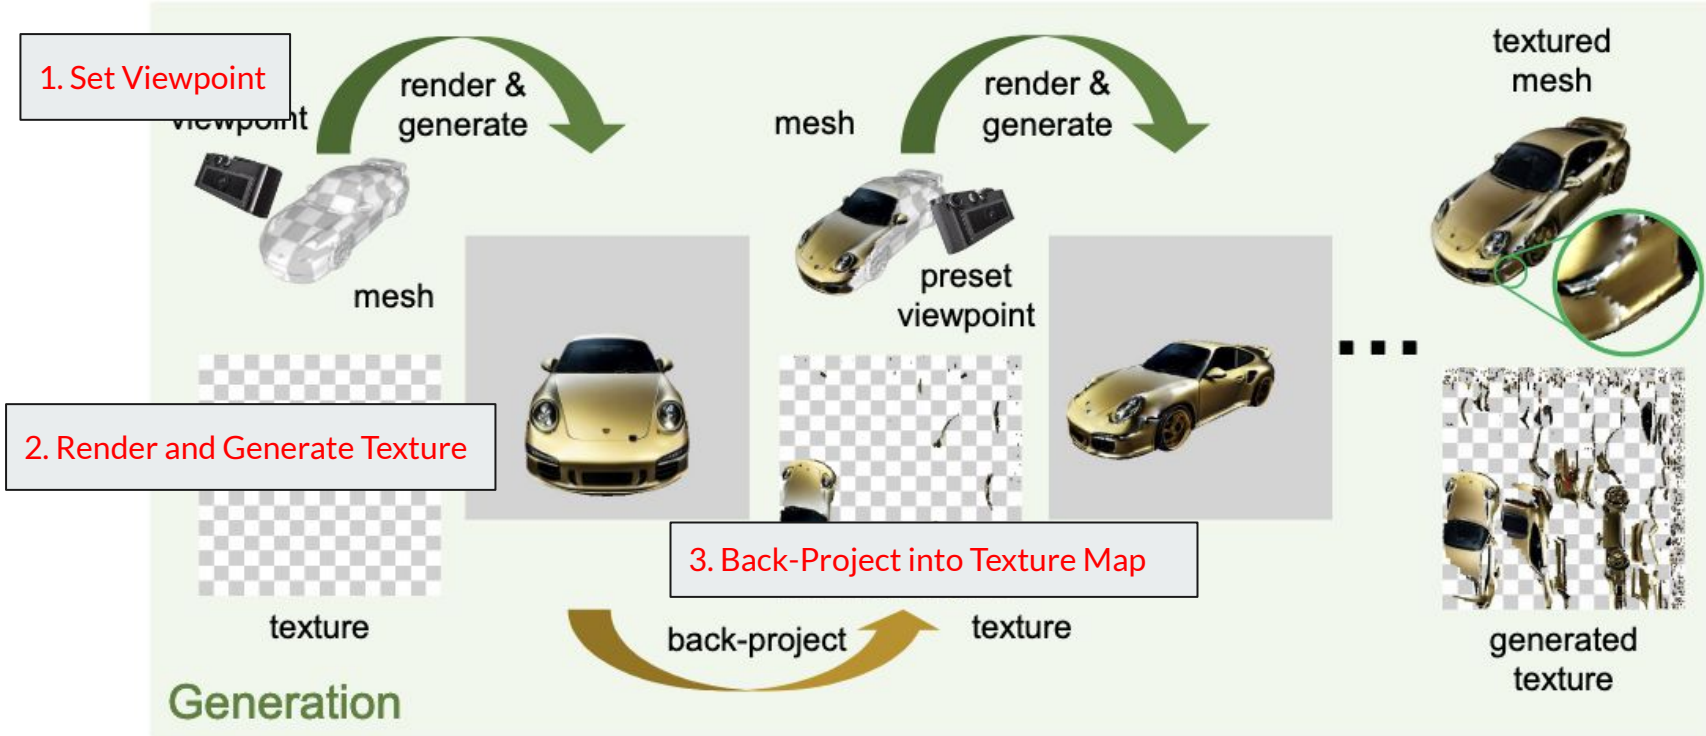 1. Set Viewpoint
viewpoint
render &
generate
mesh
mesh
render &
generate
preset
viewpoint
textured
mesh
2. Render and Generate Texture
3. Back-Project into Texture Map
texture
back-project
texture
generated
texture
Generation